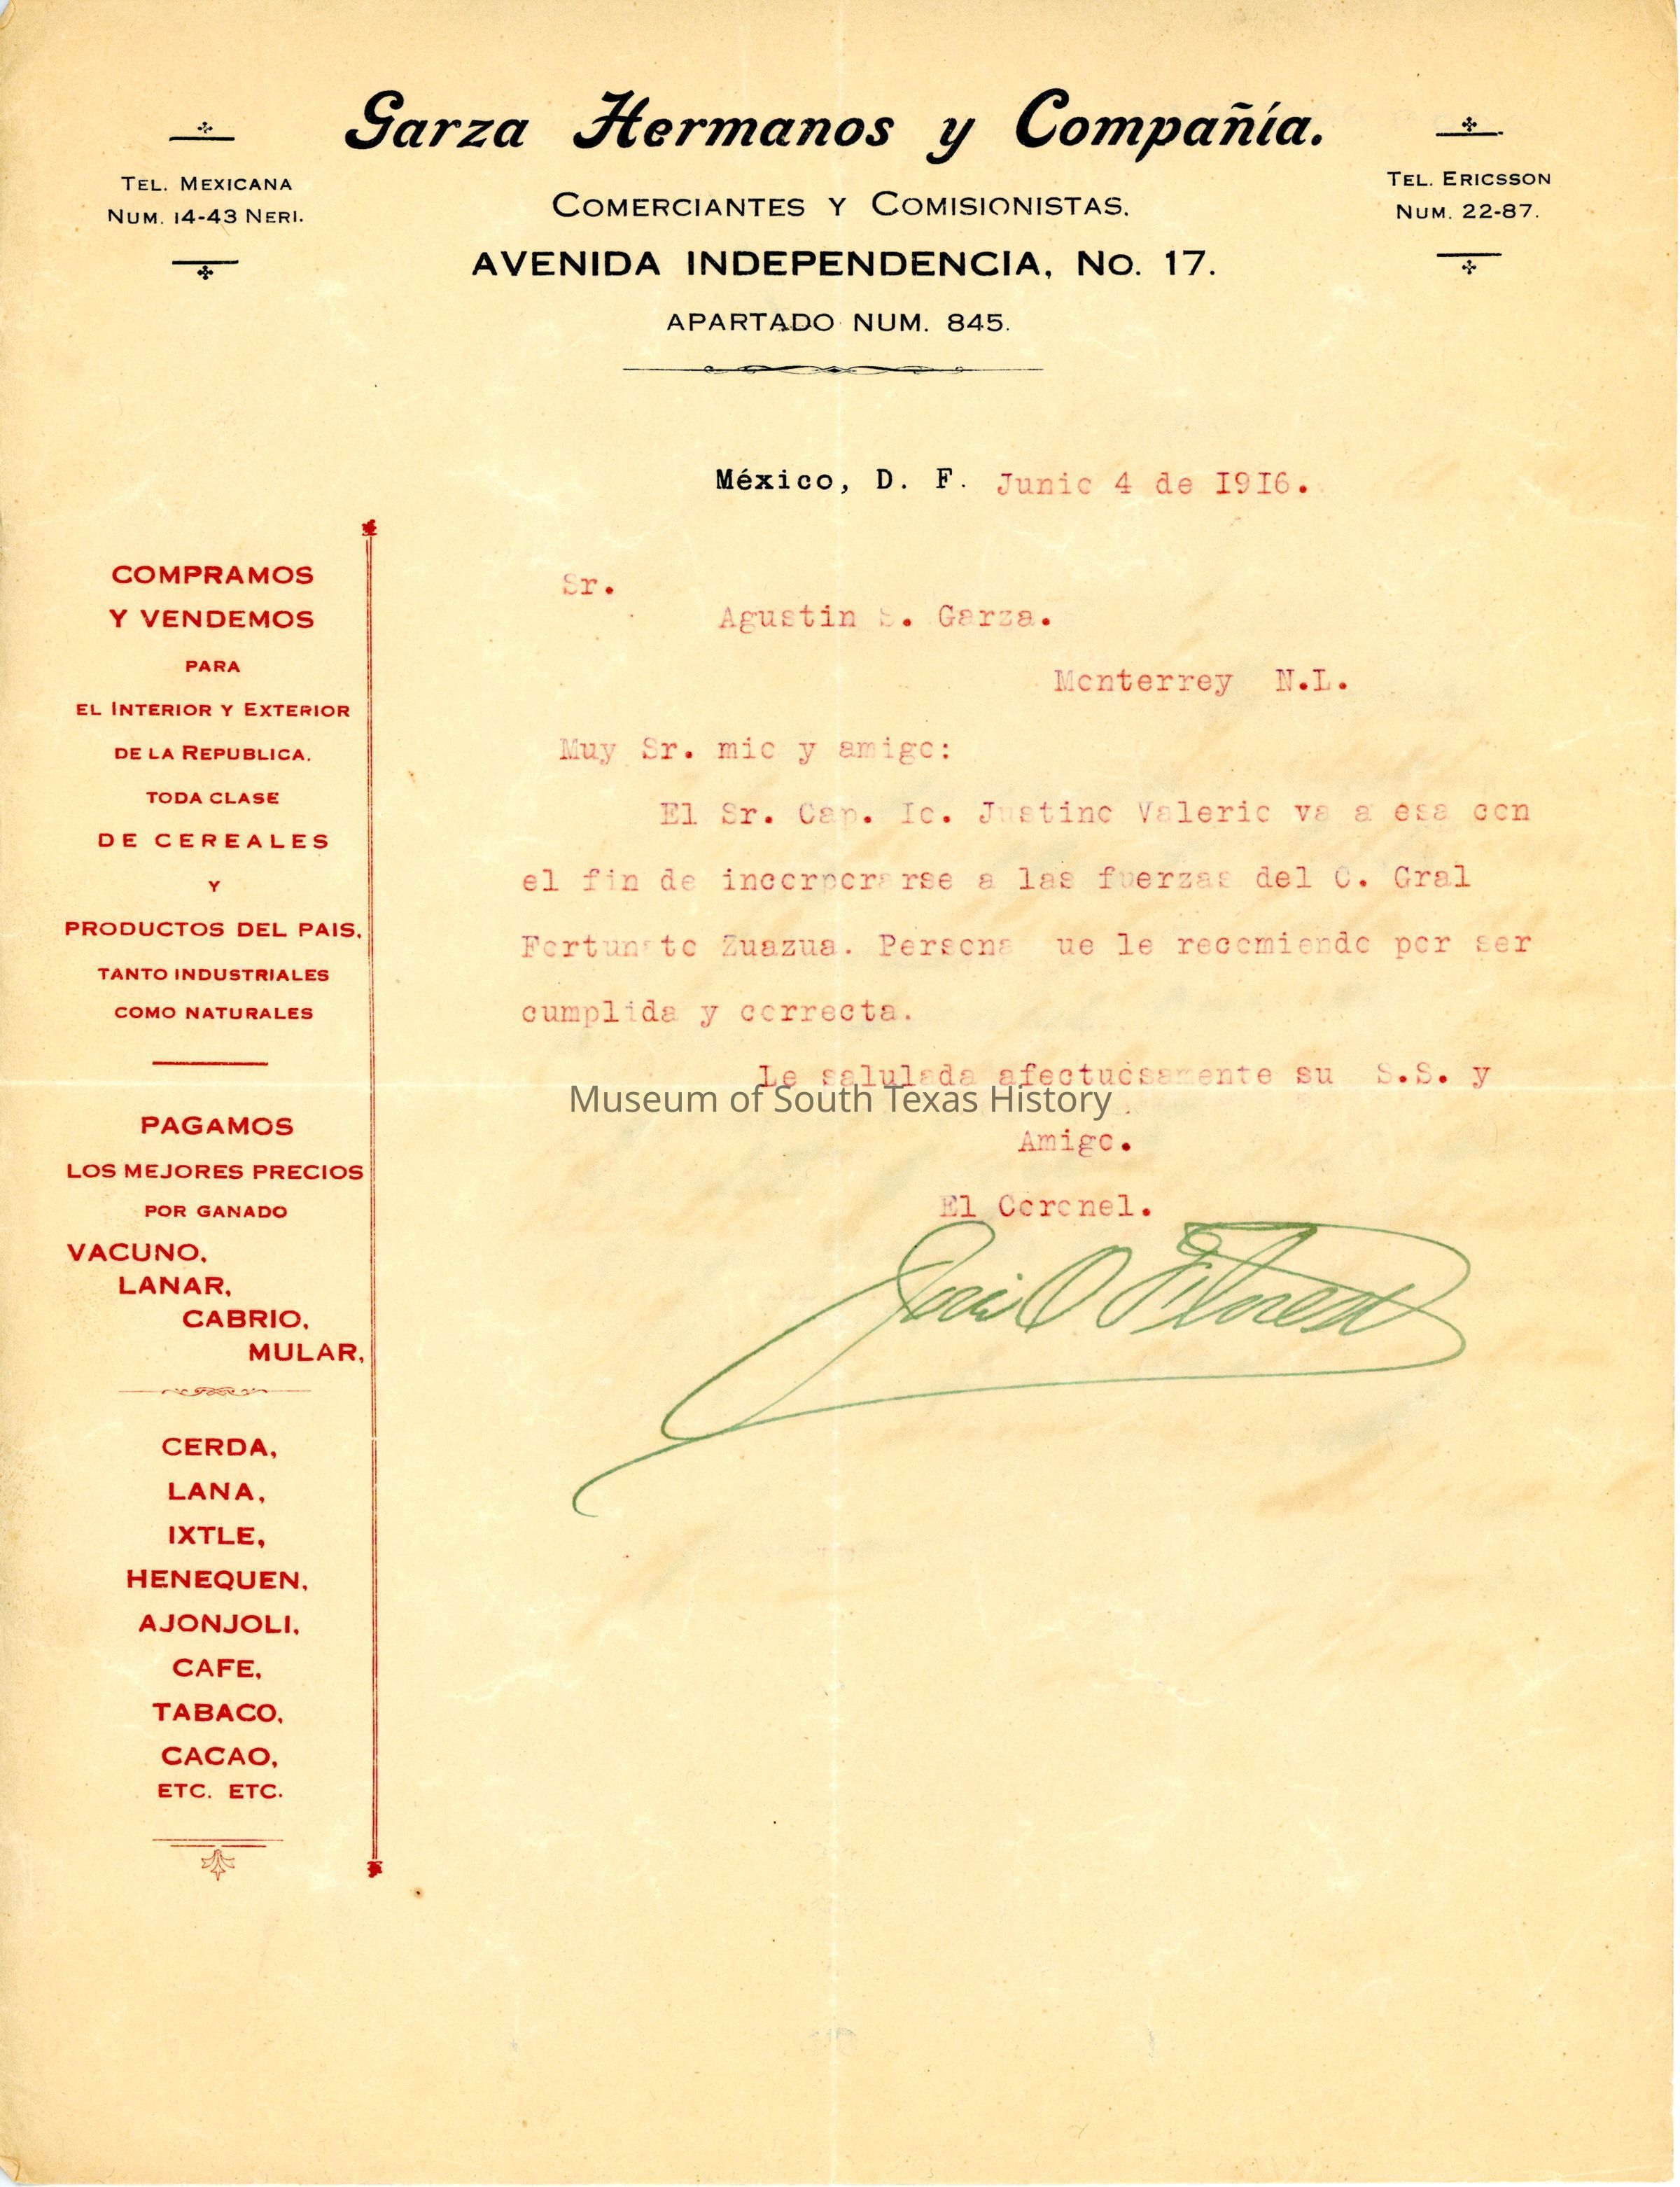 Garza Hermanos y Compañía.
TEL. MEXICANA
NUM. 14-43 NERI.
COMERCIANTES Y COMISIONISTAS.
TEL. ERICSSON
NUM. 22-87.
AVENIDA INDEPENDENCIA, No. 17.
APARTADO NUM. 845.
México, D. F. Junio 4 de I9I6.
COMPRAMOS
Y VENDEMOS
PARA
EL INTERIOR Y EXTERIOR
DE LA REPUBLICA.
TODA CLASE
DE CEREALES
Y
PRODUCTOS DEL PAIS,
TANTO INDUSTRIALES
COMO NATURALES
PAGAMOS
LOS MEJORES PRECIOS
POR GANADO
VACUNO,
LANAR,
CABRIO,
MULAR,
CERDA,
LANA,
IXTLE,
HENEQUEN,
AJONJOLI,
CAFE,
TABACO,
CACAO,
ETC. ETC.
Sr.
Agustin S. Garza.
Monterrey N.L.
Muy Sr. mio y amigo:
El Sr. Cap. Io. Justino Valerio va a esa con
el fin de incorporarse a las fuerzas del C. Gral
Fortunato Zuazua. Persona ue le recomiendo por ser
cumplida y correcta.
Le salulada afectuosamente su S.S. y
Museum of South Texas History
Amigo.
El Coronel.
Flores